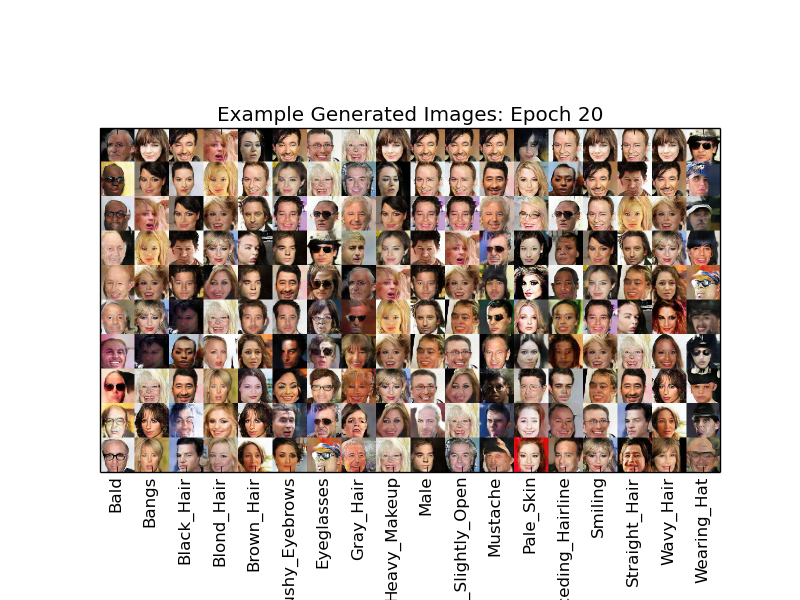 Example Generated Images: Epoch 20
Bald
Bangs
Black_Hair
Blond_Hair
Brown_Hair
ushy_Eyebrows
Eyeglasses
Gray_Hair
Heavy_Makeup
Male
_Slightly_Open
Mustache
Pale_Skin
ceding_Hairline
Smiling
Straight_Hair
Wavy_Hair
Wearing_Hat